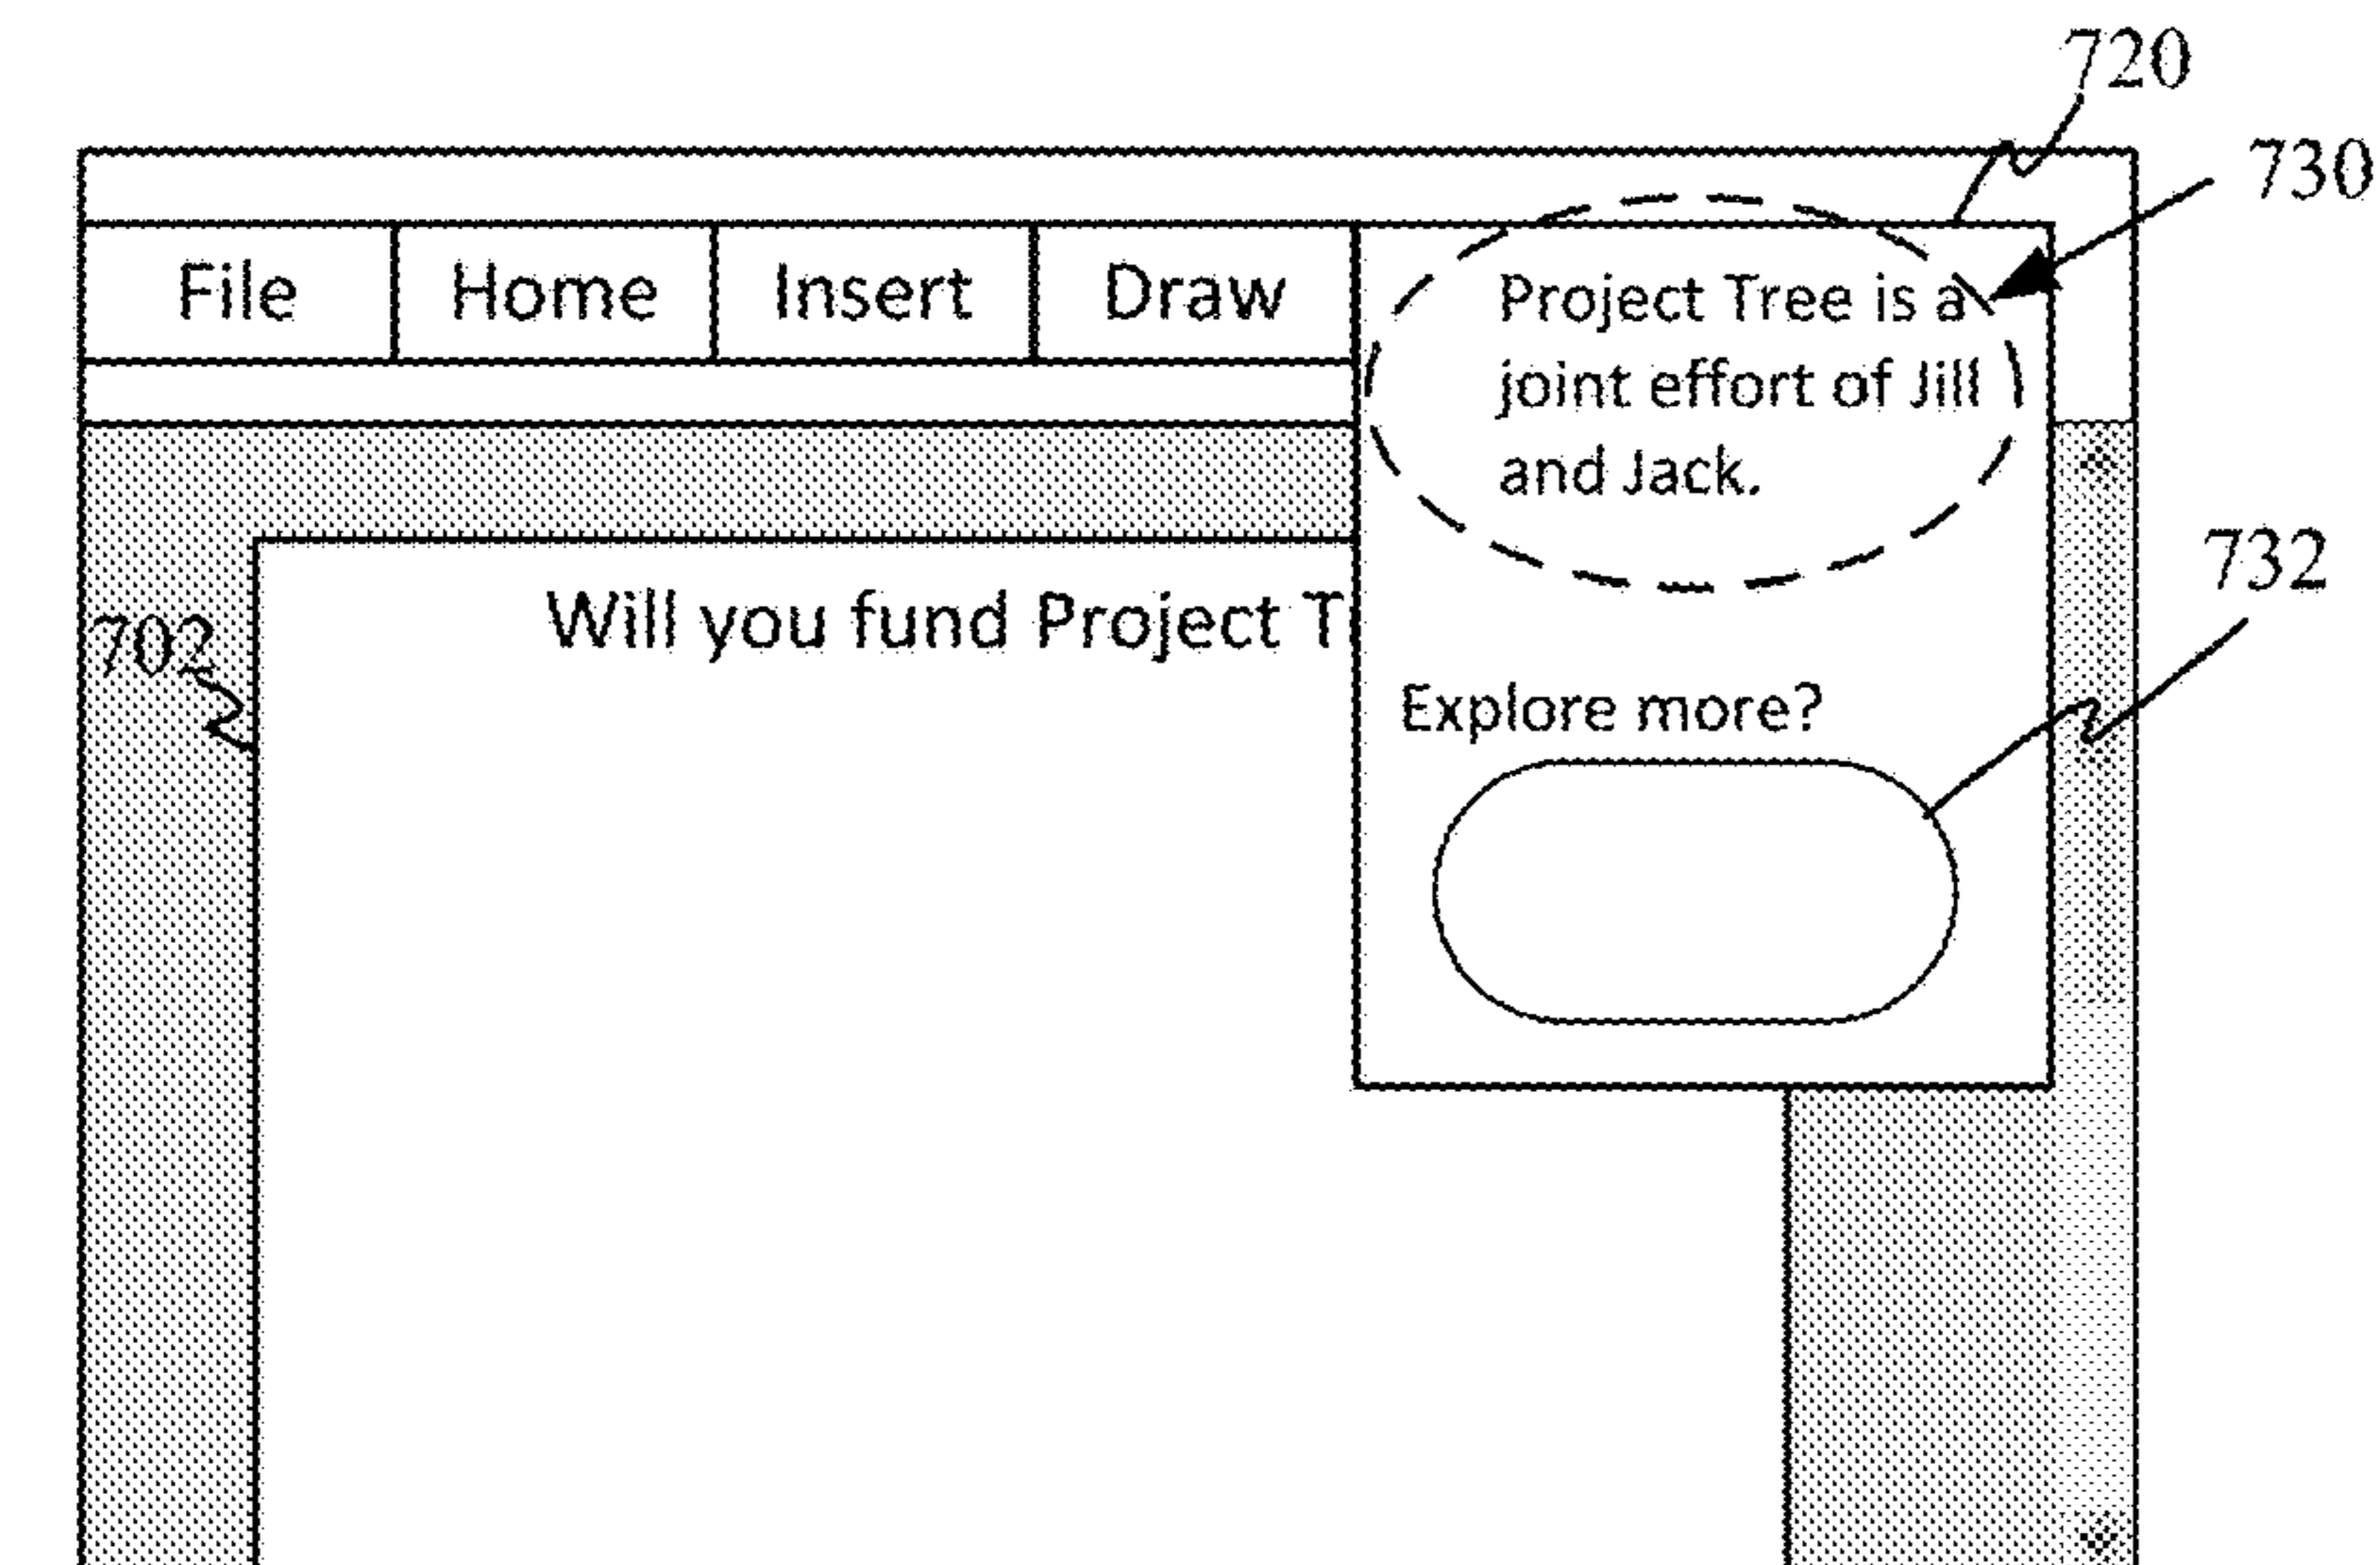 720
730
File Home Insert Draw
Project Tree is a
joint effort of Jill
and Jack.
732
Will you fund Project T
702
Explore more?